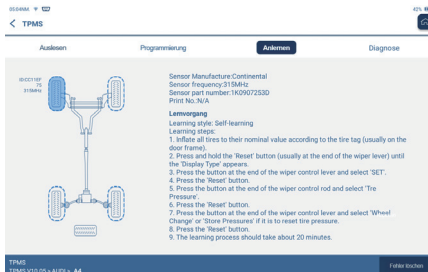 TPMS
Auslesen
Programmierung
Anlernen
Diagnose
315MHz
Sensor Manufacture:Continental
Sensor frequency:315MHz
Sensor part number:1K0907253D
Print No.:N/A
Lernvorgang
Learning style: Self-learning
Learning steps:
1. Inflate all tires to their nominal value according to the tire tag (usually on the
door frame).
2. Press and hold the 'Reset' button (usually at the end of the wiper lever) until
the 'Display Type' appears.
3. Press the button at the end of the wiper control lever and select 'SET'.
4. Press the 'Reset' button.
5. Press the button at the end of the wiper control rod and select 'Tre
Pressure'.
6. Press the 'Reset' button.
7. Press the button at the end of the wiper control lever and select 'Wheel
Change' or 'Store Pressures' if it is to reset tire pressure.
8. Press the 'Reset' button.
9. The learning process should take about 20 minutes.
TPMS
Fehler löschen
TPMS V10.05 > AUDI > A4